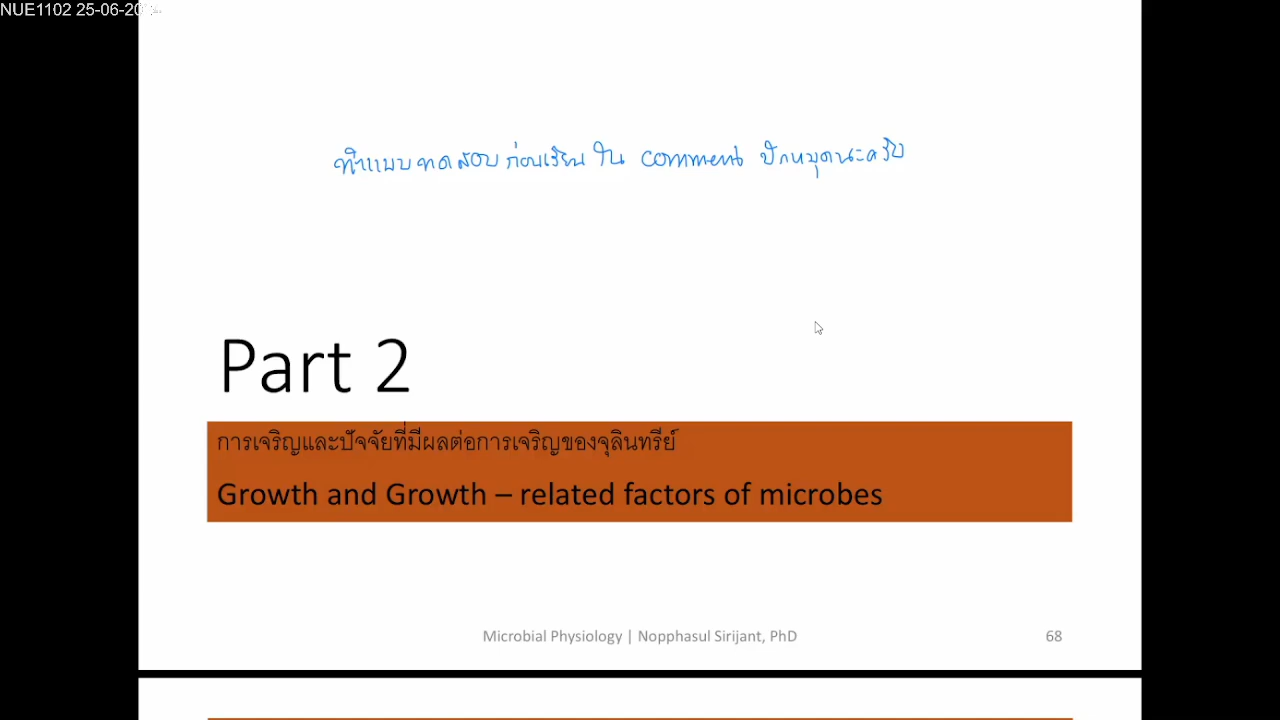 NUE1102 25-06-20
ทำแบบทดสอบก่อนเรียนใน comment ปักหมุดนะครับ
Part 2
การเจริญและปัจจัยที่มีผลต่อการเจริญของจุลินทรีย์
Growth and Growth – related factors of microbes
Microbial Physiology | Nopphasul Sirijant, PhD
68